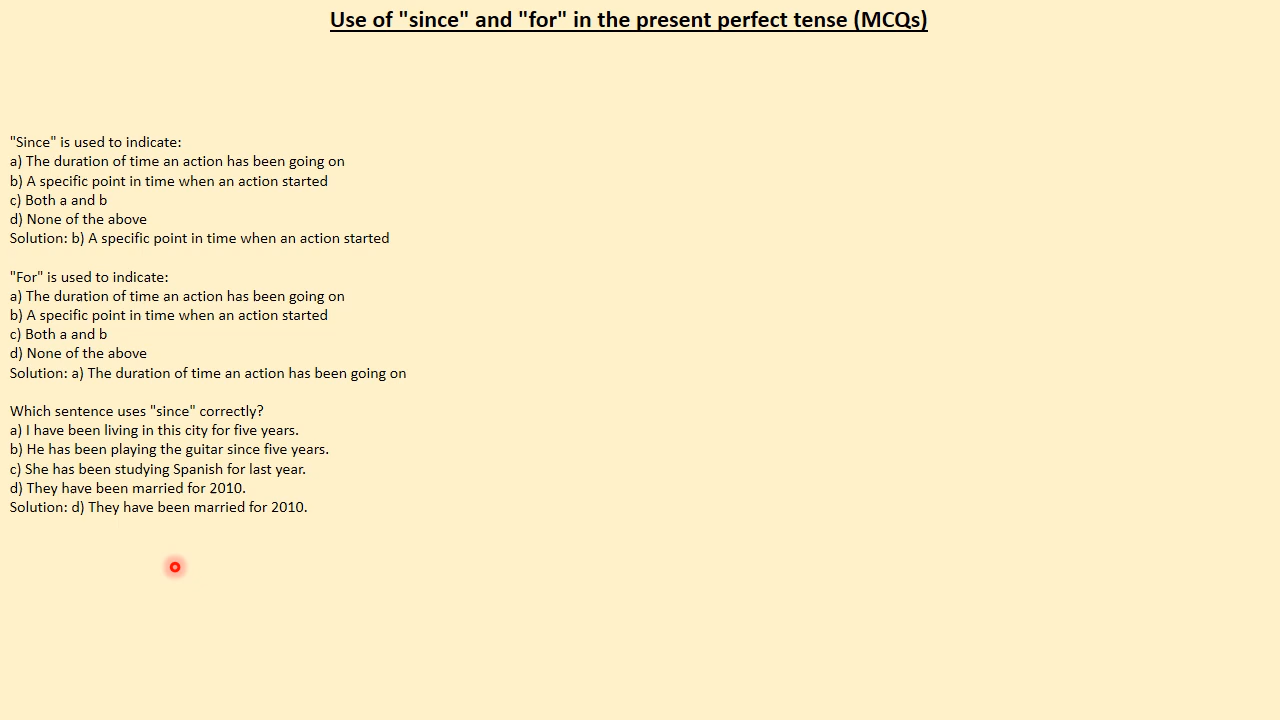 Use of "since" and "for" in the present perfect tense (MCQs)
"Since" is used to indicate:
a) The duration of time an action has been going on
b) A specific point in time when an action started
c) Both a and b
d) None of the above
Solution: b) A specific point in time when an action started
"For" is used to indicate:
a) The duration of time an action has been going on
b) A specific point in time when an action started
c) Both a and b
d) None of the above
Solution: a) The duration of time an action has been going on
Which sentence uses "since" correctly?
a) I have been living in this city for five years.
b) He has been playing the guitar since five years.
c) She has been studying Spanish for last year.
d) They have been married for 2010.
Solution: d) They have been married for 2010.